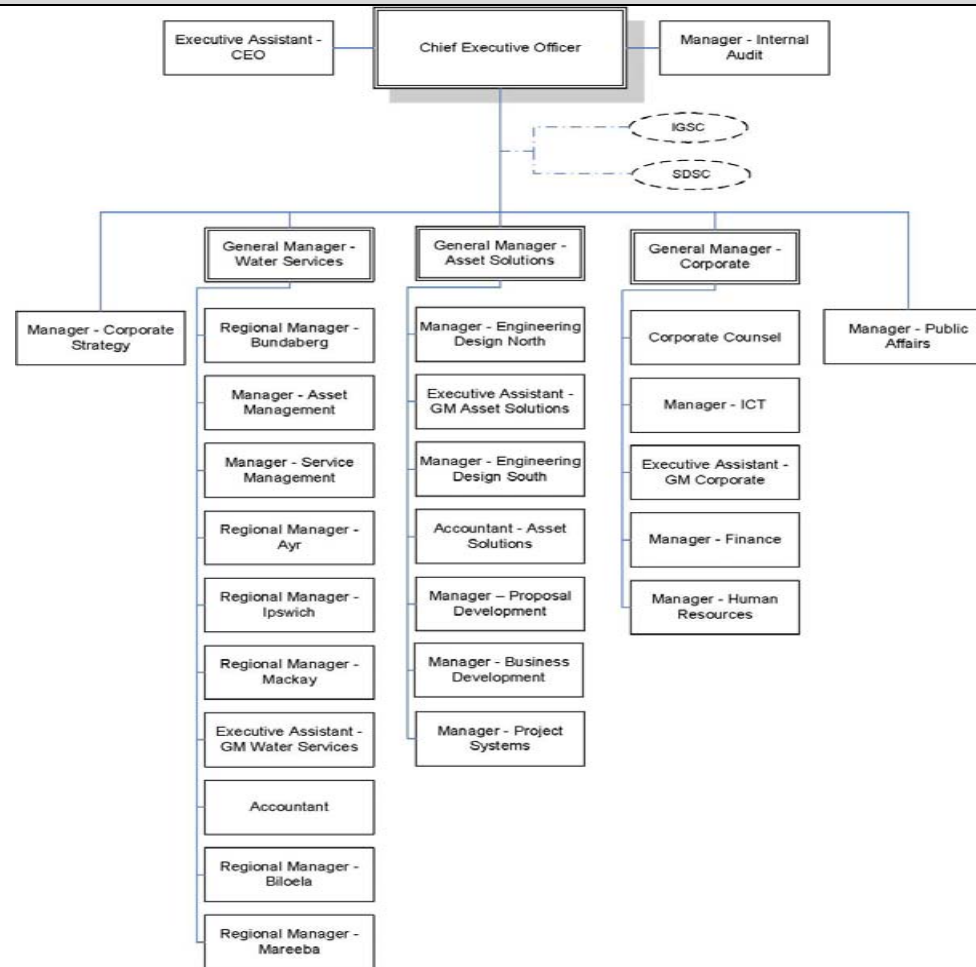 Executive Assistant -
CEO
Chief Executive Officer
Manager - Internal
Audit
IGSC
SDSC
General Manager -
Water Services
General Manager -
Asset Solutions
General Manager -
Corporate
Manager - Corporate
Strategy
Manager - Public
Affairs
Regional Manager -
Bundaberg
Manager - Asset
Management
Manager - Service
Management
Regional Manager -
Ayr
Regional Manager -
Ipswich
Regional Manager -
Mackay
Executive Assistant -
GM Water Services
Accountant
Regional Manager -
Biloela
Regional Manager -
Mareeba
Manager - Engineering
Design North
Executive Assistant -
GM Asset Solutions
Manager - Engineering
Design South
Accountant - Asset
Solutions
Manager – Proposal
Development
Manager - Business
Development
Manager - Project
Systems
Corporate Counsel
Manager - ICT
Executive Assistant -
GM Corporate
Manager - Finance
Manager - Human
Resources